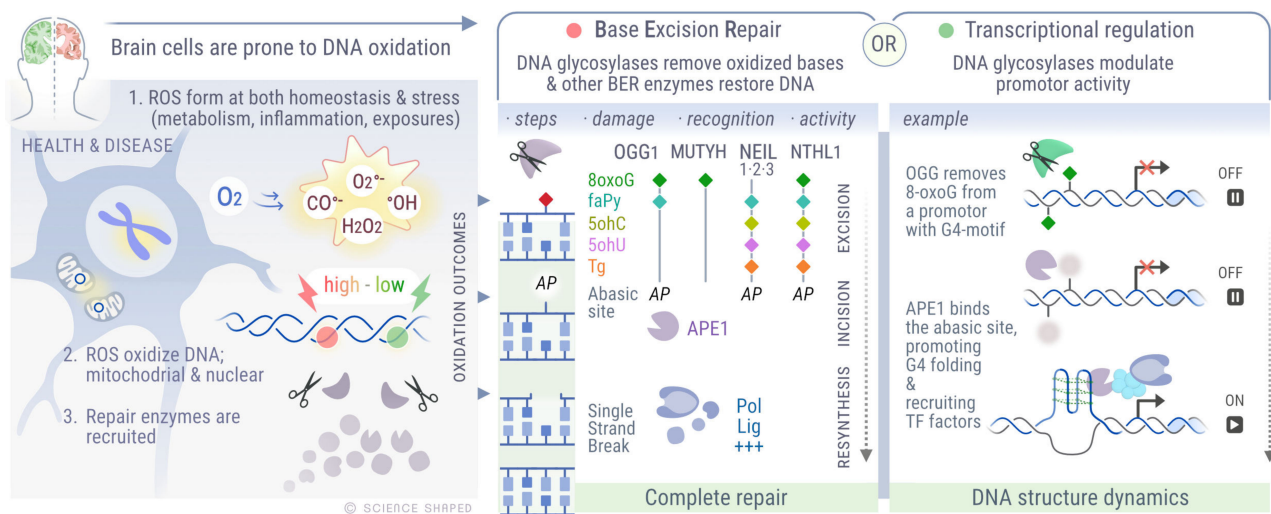 Brain cells are prone to DNA oxidation
1. ROS form at both homeostasis & stress
(metabolism, inflammation, exposures)
HEALTH & DISEASE
O2
O2°-
CO°-
°OH
H2O2
high - low
2. ROS oxidize DNA;
mitochdrial & nuclear
3. Repair enzymes are
recruited
OXIDATION OUTCOMES
© SCIENCE SHAPED
Base Excision Repair
DNA glycosylases remove oxidized bases
& other BER enzymes restore DNA
· steps · damage · recognition · activity
OGG1 MUTYH NEIL NTHL1
1·2·3
8oxoG
faPy
5ohC
5ohU
Tg
EXCISION
AP
Abasic
site
AP AP AP
APE1
INCISION
Single
Strand
Break
Pol
Lig
+++
RESYNTHESIS
Complete repair
OR
Transcriptional regulation
DNA glycosylases modulate
promotor activity
example
OGG removes
8-oxoG from
a promotor
with G4-motif
OFF
OFF
APE1 binds
the abasic site,
promoting
G4 folding
&
recruiting
TF factors
ON
DNA structure dynamics